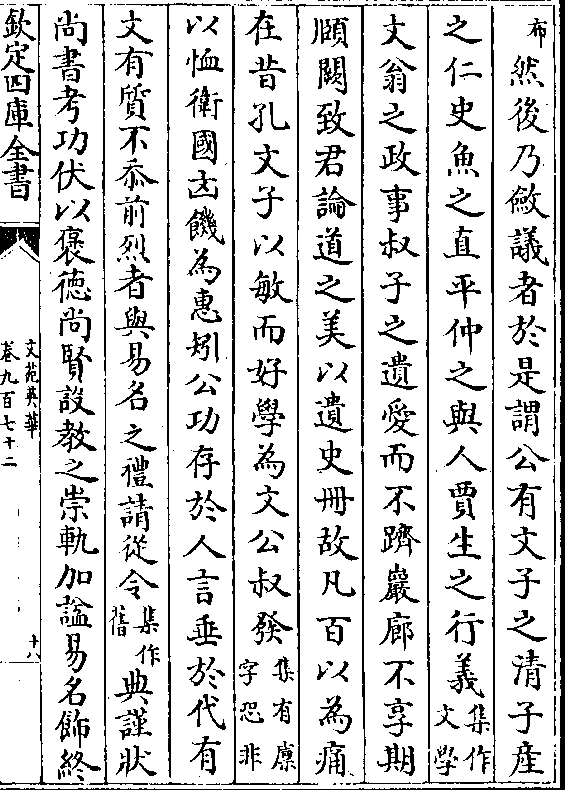 布然後乃斂議者於是謂公有文子之清子産
之仁史魚之直平仲之與人賈生之行義集作文學
文翁之政事叔子之遺愛而不躋巖廊不享期
頤闕致君論道之美以遺史冊故凡百以為痛
在昔孔文子以敏而好學為文公叔發集有廪字恐非
以恤衛國凶饑為惠矧公功存於人言垂於代有
文有質不忝前烈者與易名之禮請從令集作舊典謹狀
尚書考功伏以褒德尚賢設教之崇軌加諡易名飾終
欽定四庫全書
文苑英華
卷九百七十二
十八